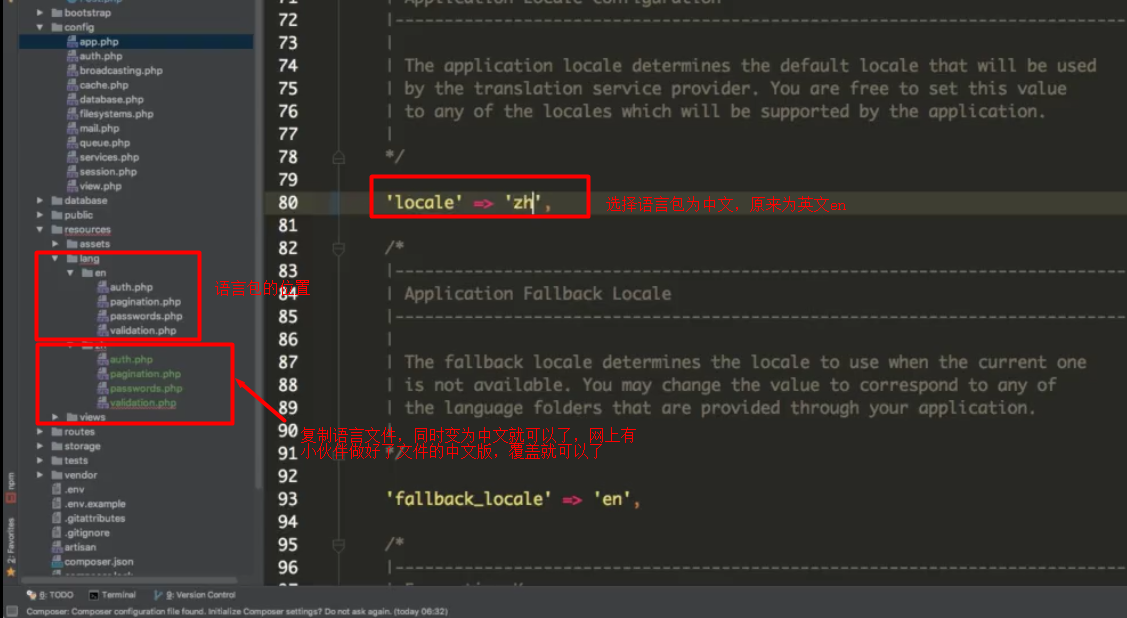 bootstrap
config
app.php
auth.php
broadcasting.php
cache.php
database.php
filesystems.php
mail.php
queue.php
services.php
session.php
view.php
database
public
resources
assets
lang
en
auth.php
pagination.php
passwords.php
validation.php
语言包的位置
zh
auth.php
pagination.php
passwords.php
validation.php
views
routes
storage
tests
vendor
.env
.env.example
.gitattributes
.gitignore
artisan
composer.json
npm
2: Favorites
72 |--------------------------------------------------------------------------
73 |
74 | The application locale determines the default locale that will be used
75 | by the translation service provider. You are free to set this value
76 | to any of the locales which will be supported by the application.
77 |
78 */
79
80 'locale' => 'zh',
选择语言包为中文，原来为英文en
81
82 /*
83 |--------------------------------------------------------------------------
84 | Application Fallback Locale
85 |--------------------------------------------------------------------------
86 |
87 | The fallback locale determines the locale to use when the current one
88 | is not available. You may change the value to correspond to any of
89 | the language folders that are provided through your application.
90 |
复制语言文件，同时变为中文就可以了，网上有
91 */
小伙伴做好了文件的中文版，覆盖就可以了
92
93 'fallback_locale' => 'en',
94
95 /*
96 |--------------------------------------------------------------------------
6: TODO Terminal 9: Version Control
Composer: Composer configuration file found. Initialize Composer settings? Do not ask again. (today 06:32)